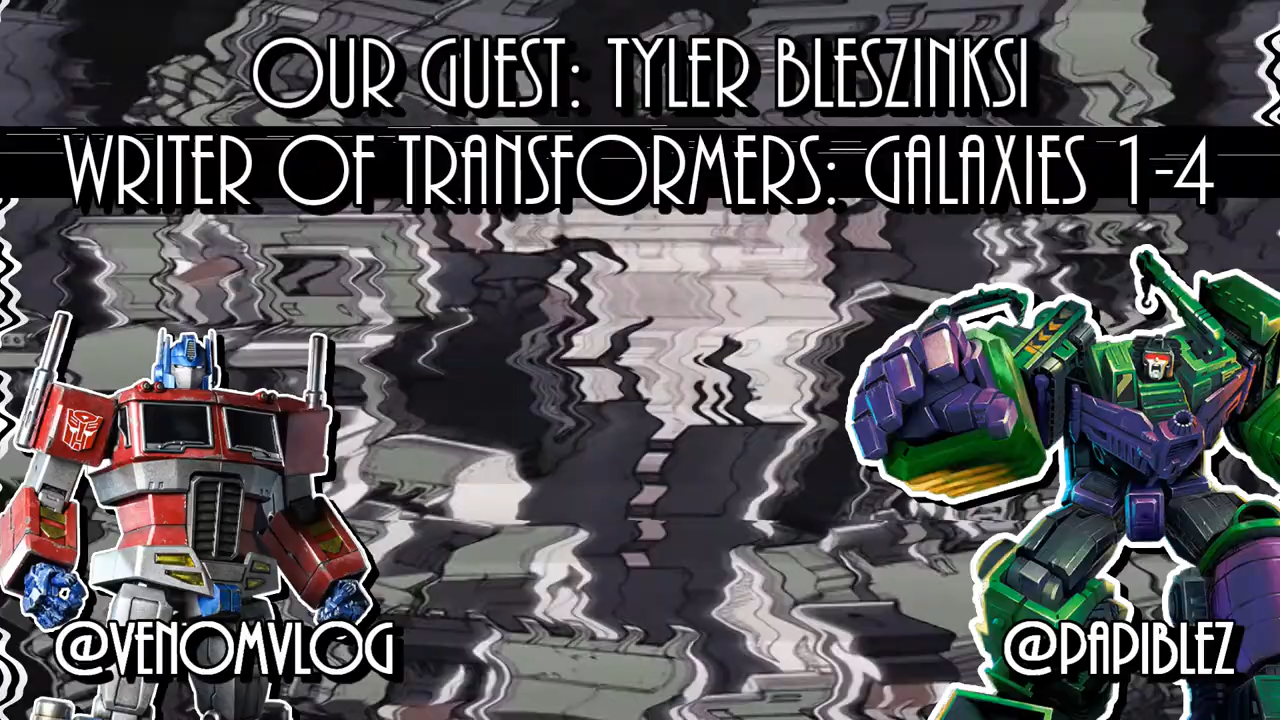 OUR GUEST: TYLER BLESZINKSI
WRITER OF TRANSFORMERS: GALAXIES 1-4
@VENOMVLOG
@PAPIBLEZ